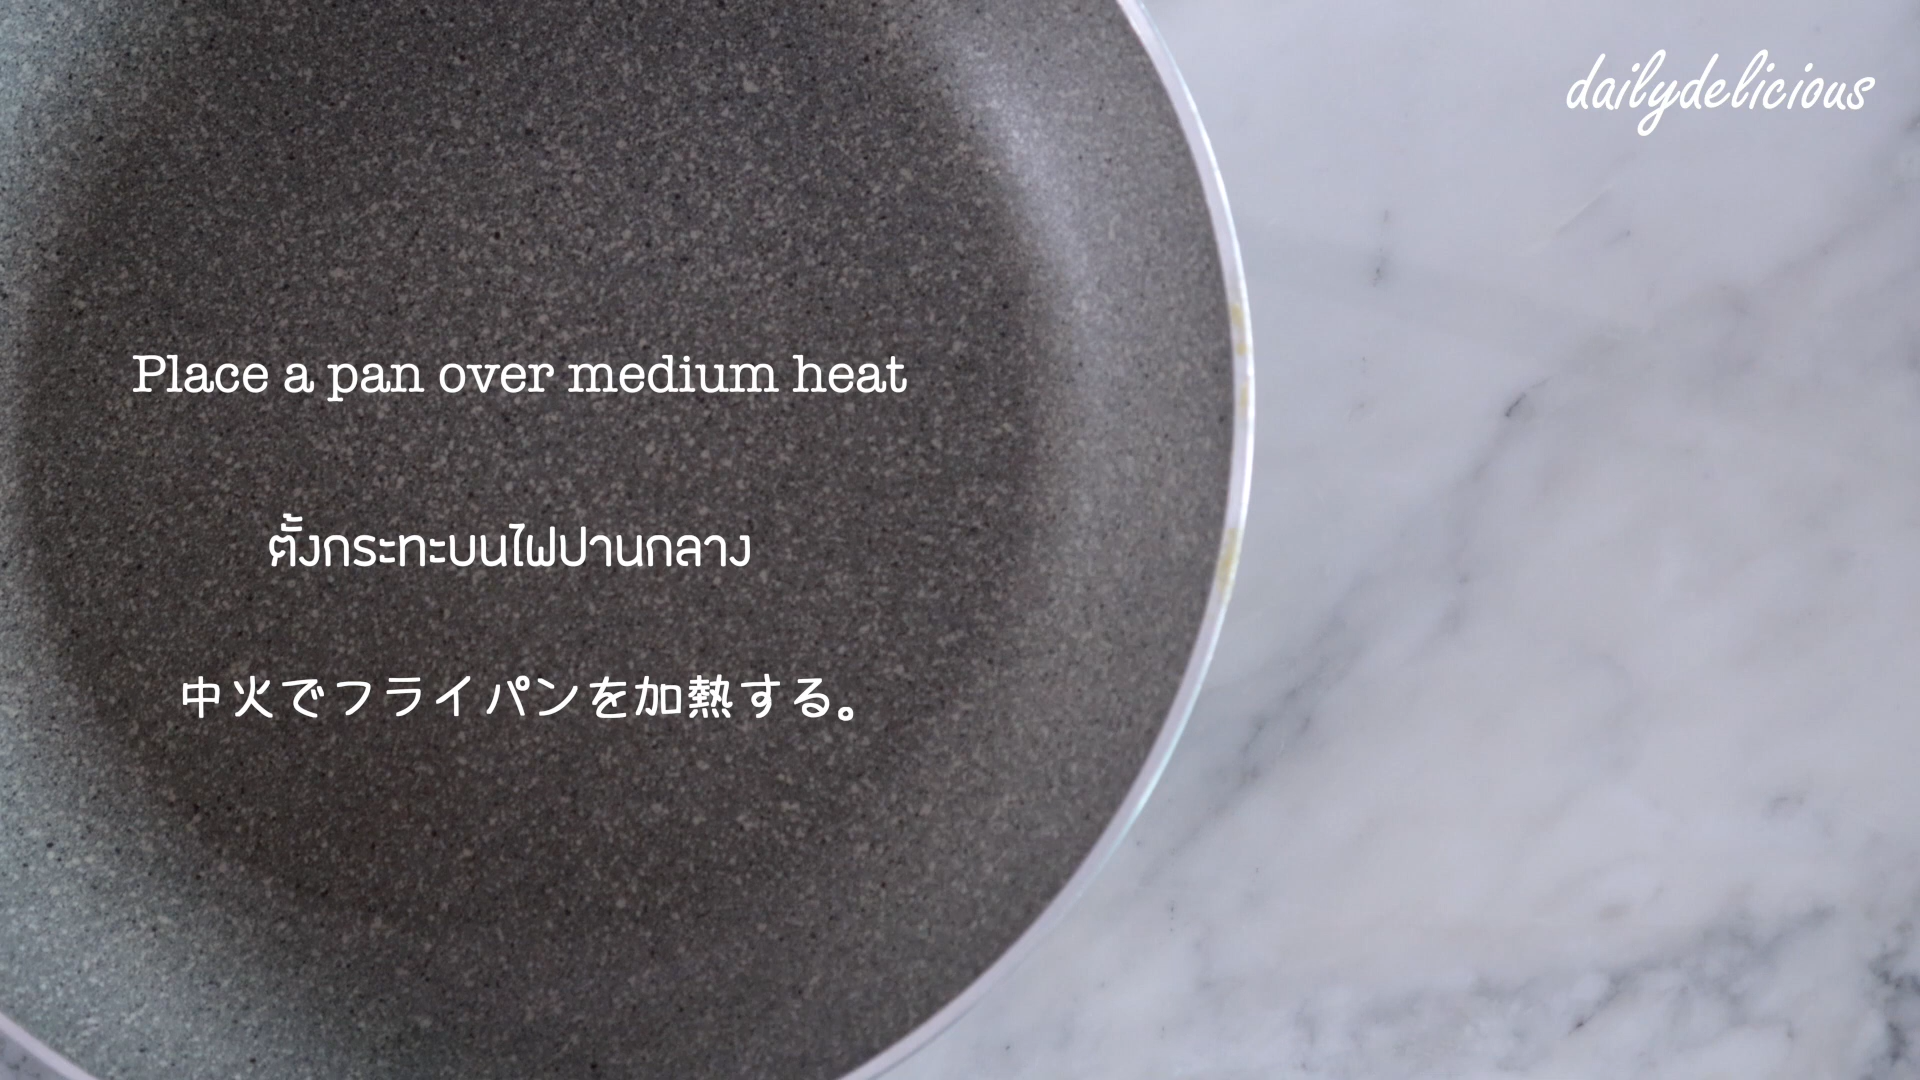 dailydelicious
Place a pan over medium heat
ตั้งกระทะบนไฟปานกลาง
中火でフライパンを加熱する。